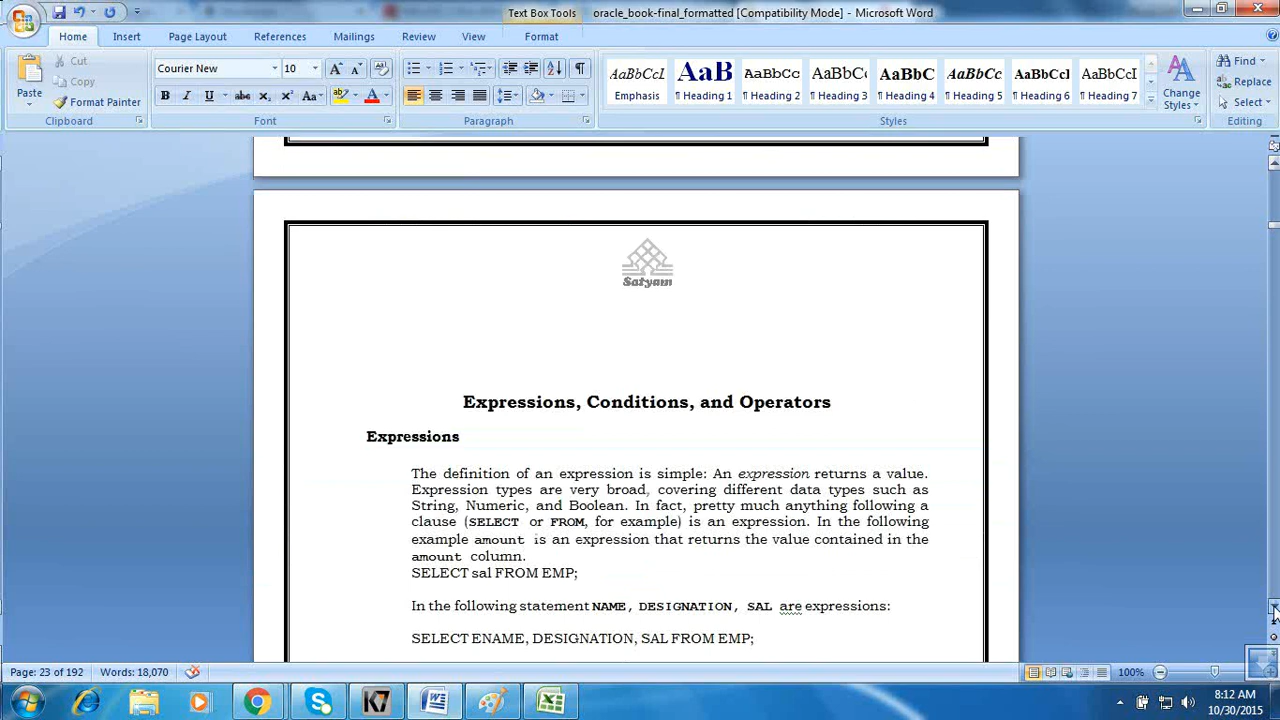 Text Box Tools
oracle_book-final_formattd [Compatibility Mode] - Microsoft Word
Home Insert Page Layout References Mailings Review View Format
Paste
Cut
Copy
Format Painter
Clipboard
Courier New 10
Font
Paragraph
AaBbCcI AaB AaBbCc AaBbCc AaBbC AaBbCc AaBbCcI AaBbCcI
Emphasis ¶ Heading 1 ¶ Heading 2 ¶ Heading 3 ¶ Heading 4 ¶ Heading 5 ¶ Heading 6 ¶ Heading 7
Change
Styles
Styles
Find
Replace
Select
Editing
Satyam
Expressions, Conditions, and Operators
Expressions
The definition of an expression is simple: An expression returns a value.
Expression types are very broad, covering different data types such as
String, Numeric, and Boolean. In fact, pretty much anything following a
clause (SELECT or FROM, for example) is an expression. In the following
example amount is an expression that returns the value contained in the
amount column.
SELECT sal FROM EMP;
In the following statement NAME, DESIGNATION, SAL are expressions:
SELECT ENAME, DESIGNATION, SAL FROM EMP;
Page: 23 of 192 Words: 18,070
100%
8:12 AM
10/30/2015